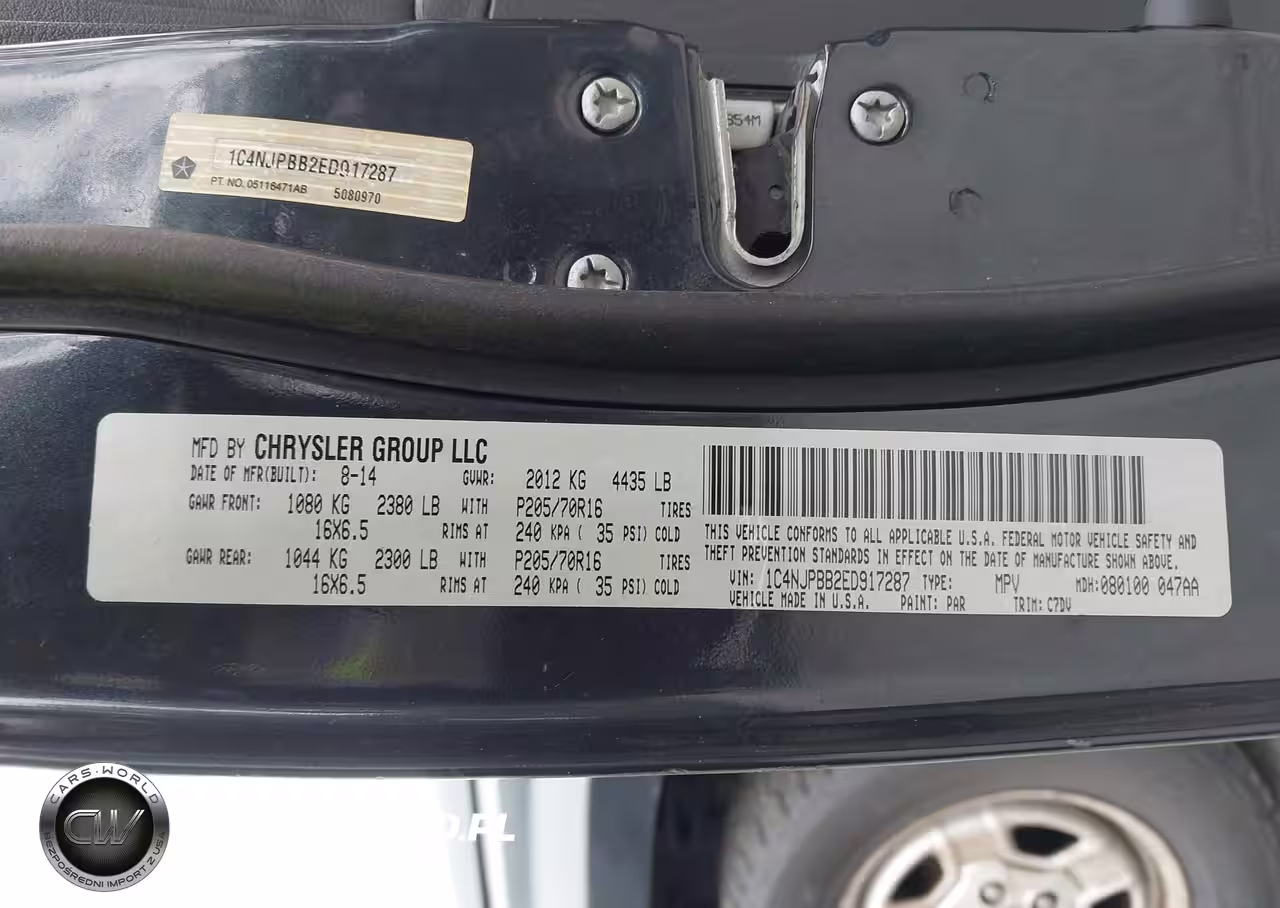 854M
1C4NJPBB2ED917287
PT. NO. 05116471AB 5080970
MFD BY CHRYSLER GROUP LLC
DATE OF MFR(BUILT): 8-14 GVWR: 2012 KG 4435 LB
GAWR FRONT: 1080 KG 2380 LB WITH P205/70R16 TIRES
16X6.5 RIMS AT 240 KPA ( 35 PSI) COLD
GAWR REAR: 1044 KG 2300 LB WITH P205/70R16 TIRES
16X6.5 RIMS AT 240 KPA ( 35 PSI) COLD
THIS VEHICLE CONFORMS TO ALL APPLICABLE U.S.A. FEDERAL MOTOR VEHICLE SAFETY AND
THEFT PREVENTION STANDARDS IN EFFECT ON THE DATE OF MANUFACTURE SHOWN ABOVE.
VIN: 1C4NJPBB2ED917287 TYPE: MPV MDH:080100 047AA
VEHICLE MADE IN U.S.A. PAINT: PAR TRIM: C7DV
CARS-WORLD
CW
BEZPOŚREDNI IMPORT Z USA
.PL